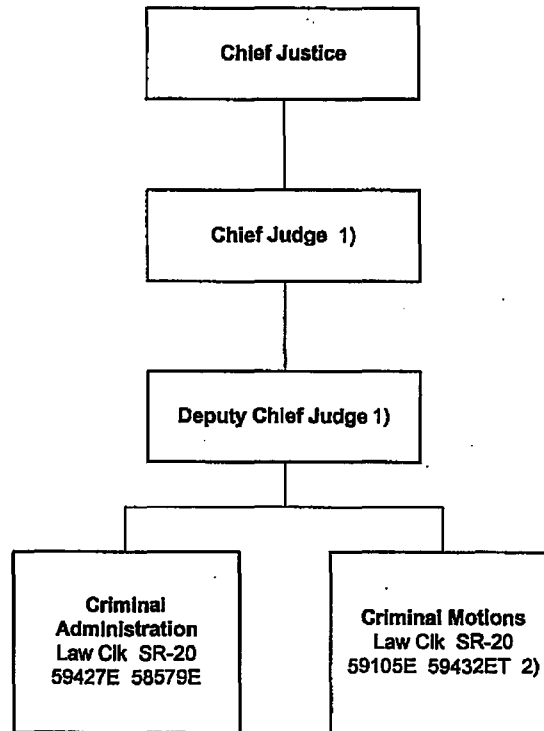 Chief Justice
Chief Judge 1)
Deputy Chief Judge 1)
Criminal
Administration
Law Clk SR-20
59427E 58579E
Criminal Motions
Law Clk SR-20
59105E 59432ET 2)